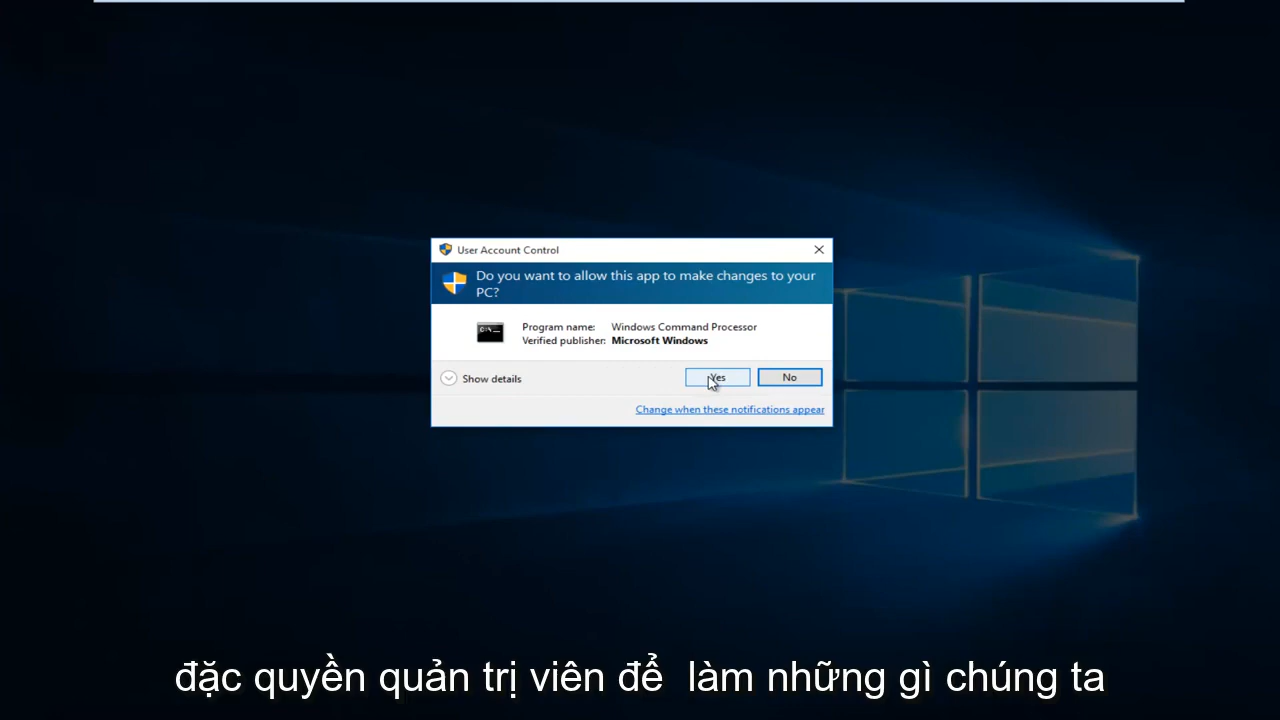 User Account Control
Do you want to allow this app to make changes to your
PC?
C:\_
Program name: Windows Command Processor
Verified publisher: Microsoft Windows
Show details
Yes
No
Change when these notifications appear
đặc quyền quản trị viên để làm những gì chúng ta